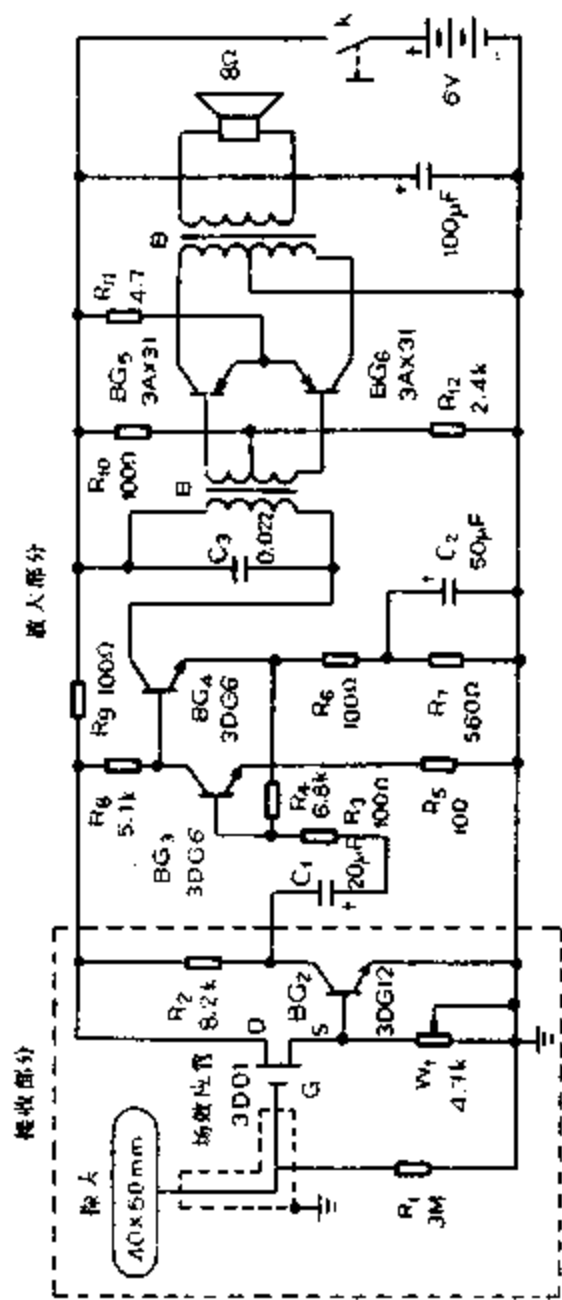 接收部分
放大部分
探头
40×60mm
场效应管
3DO1
D
S
G
R₁
3M
R₂
8.2k
BG₂
3DG12
W₁
4.7k
C₁
20μF
R₃
100Ω
R₄
6.8k
BG₃
3DG6
R₅
100
R₈
5.1k
R₉ 100Ω
BG₄
3DG6
R₆
100Ω
R₇
560Ω
C₂
50μF
C₃
0.022
B
R₁₀
100Ω
BG₅
3AX31
R₁₁
4.7
BG₆
3AX31
R₁₂
2.4k
B
8Ω
100μF
K
6V